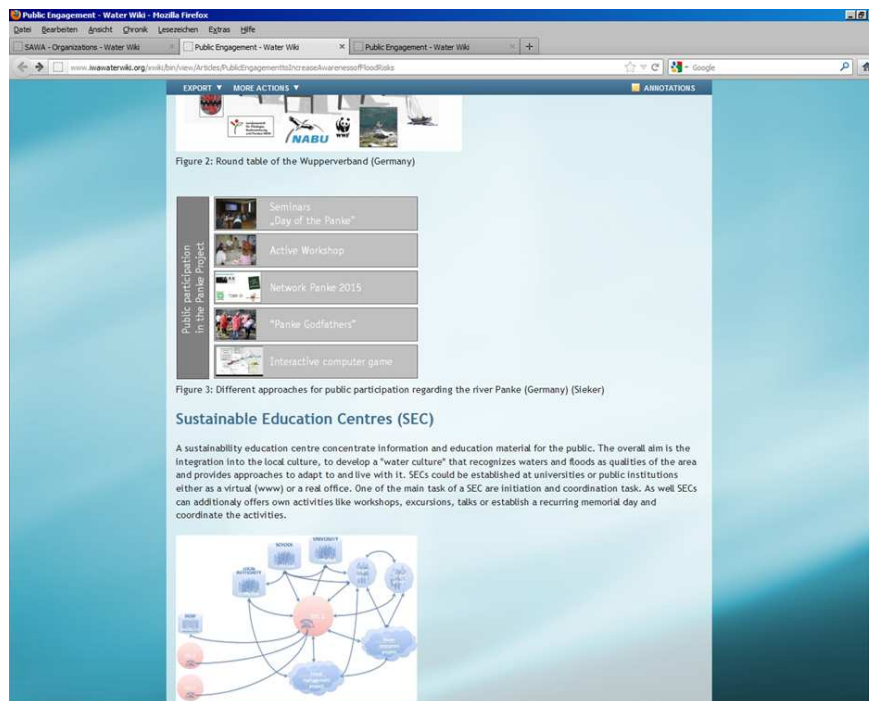 Public Engagement - Water Wiki - Mozilla Firefox
Datei Bearbeiten Ansicht Chronik Lesezeichen Extras Hilfe
SAWA - Organizations - Water Wiki
Public Engagement - Water Wiki
Public Engagement - Water Wiki
www.iwawaterwiki.org/xwiki/bin/view/Articles/PublicEngagementtoIncreaseAwarenessofFloodRisks
Google
EXPORT MORE ACTIONS ANNOTATIONS
NABU WWF
Figure 2: Round table of the Wupperverband (Germany)
Public participation
in the Panke Project
Seminars
„Day of the Panke“
Active Workshop
Network Panke 2015
“Panke Godfathers”
Interactive computer game
Figure 3: Different approaches for public participation regarding the river Panke (Germany) (Sieker)
Sustainable Education Centres (SEC)
A sustainability education centre concentrate information and education material for the public. The overall aim is the
integration into the local culture, to develop a "water culture" that recognizes waters and floods as qualities of the area
and provides approaches to adapt to and live with it. SECs could be established at universities or public institutions
either as a virtual (www) or a real office. One of the main task of a SEC are initiation and coordination task. As well SECs
can additionaly offers own activities like workshops, excursions, talks or establish a recurring memorial day and
coordinate the activities.
SCHOOL
UNIVERSITY
LOCAL
AUTHORITY